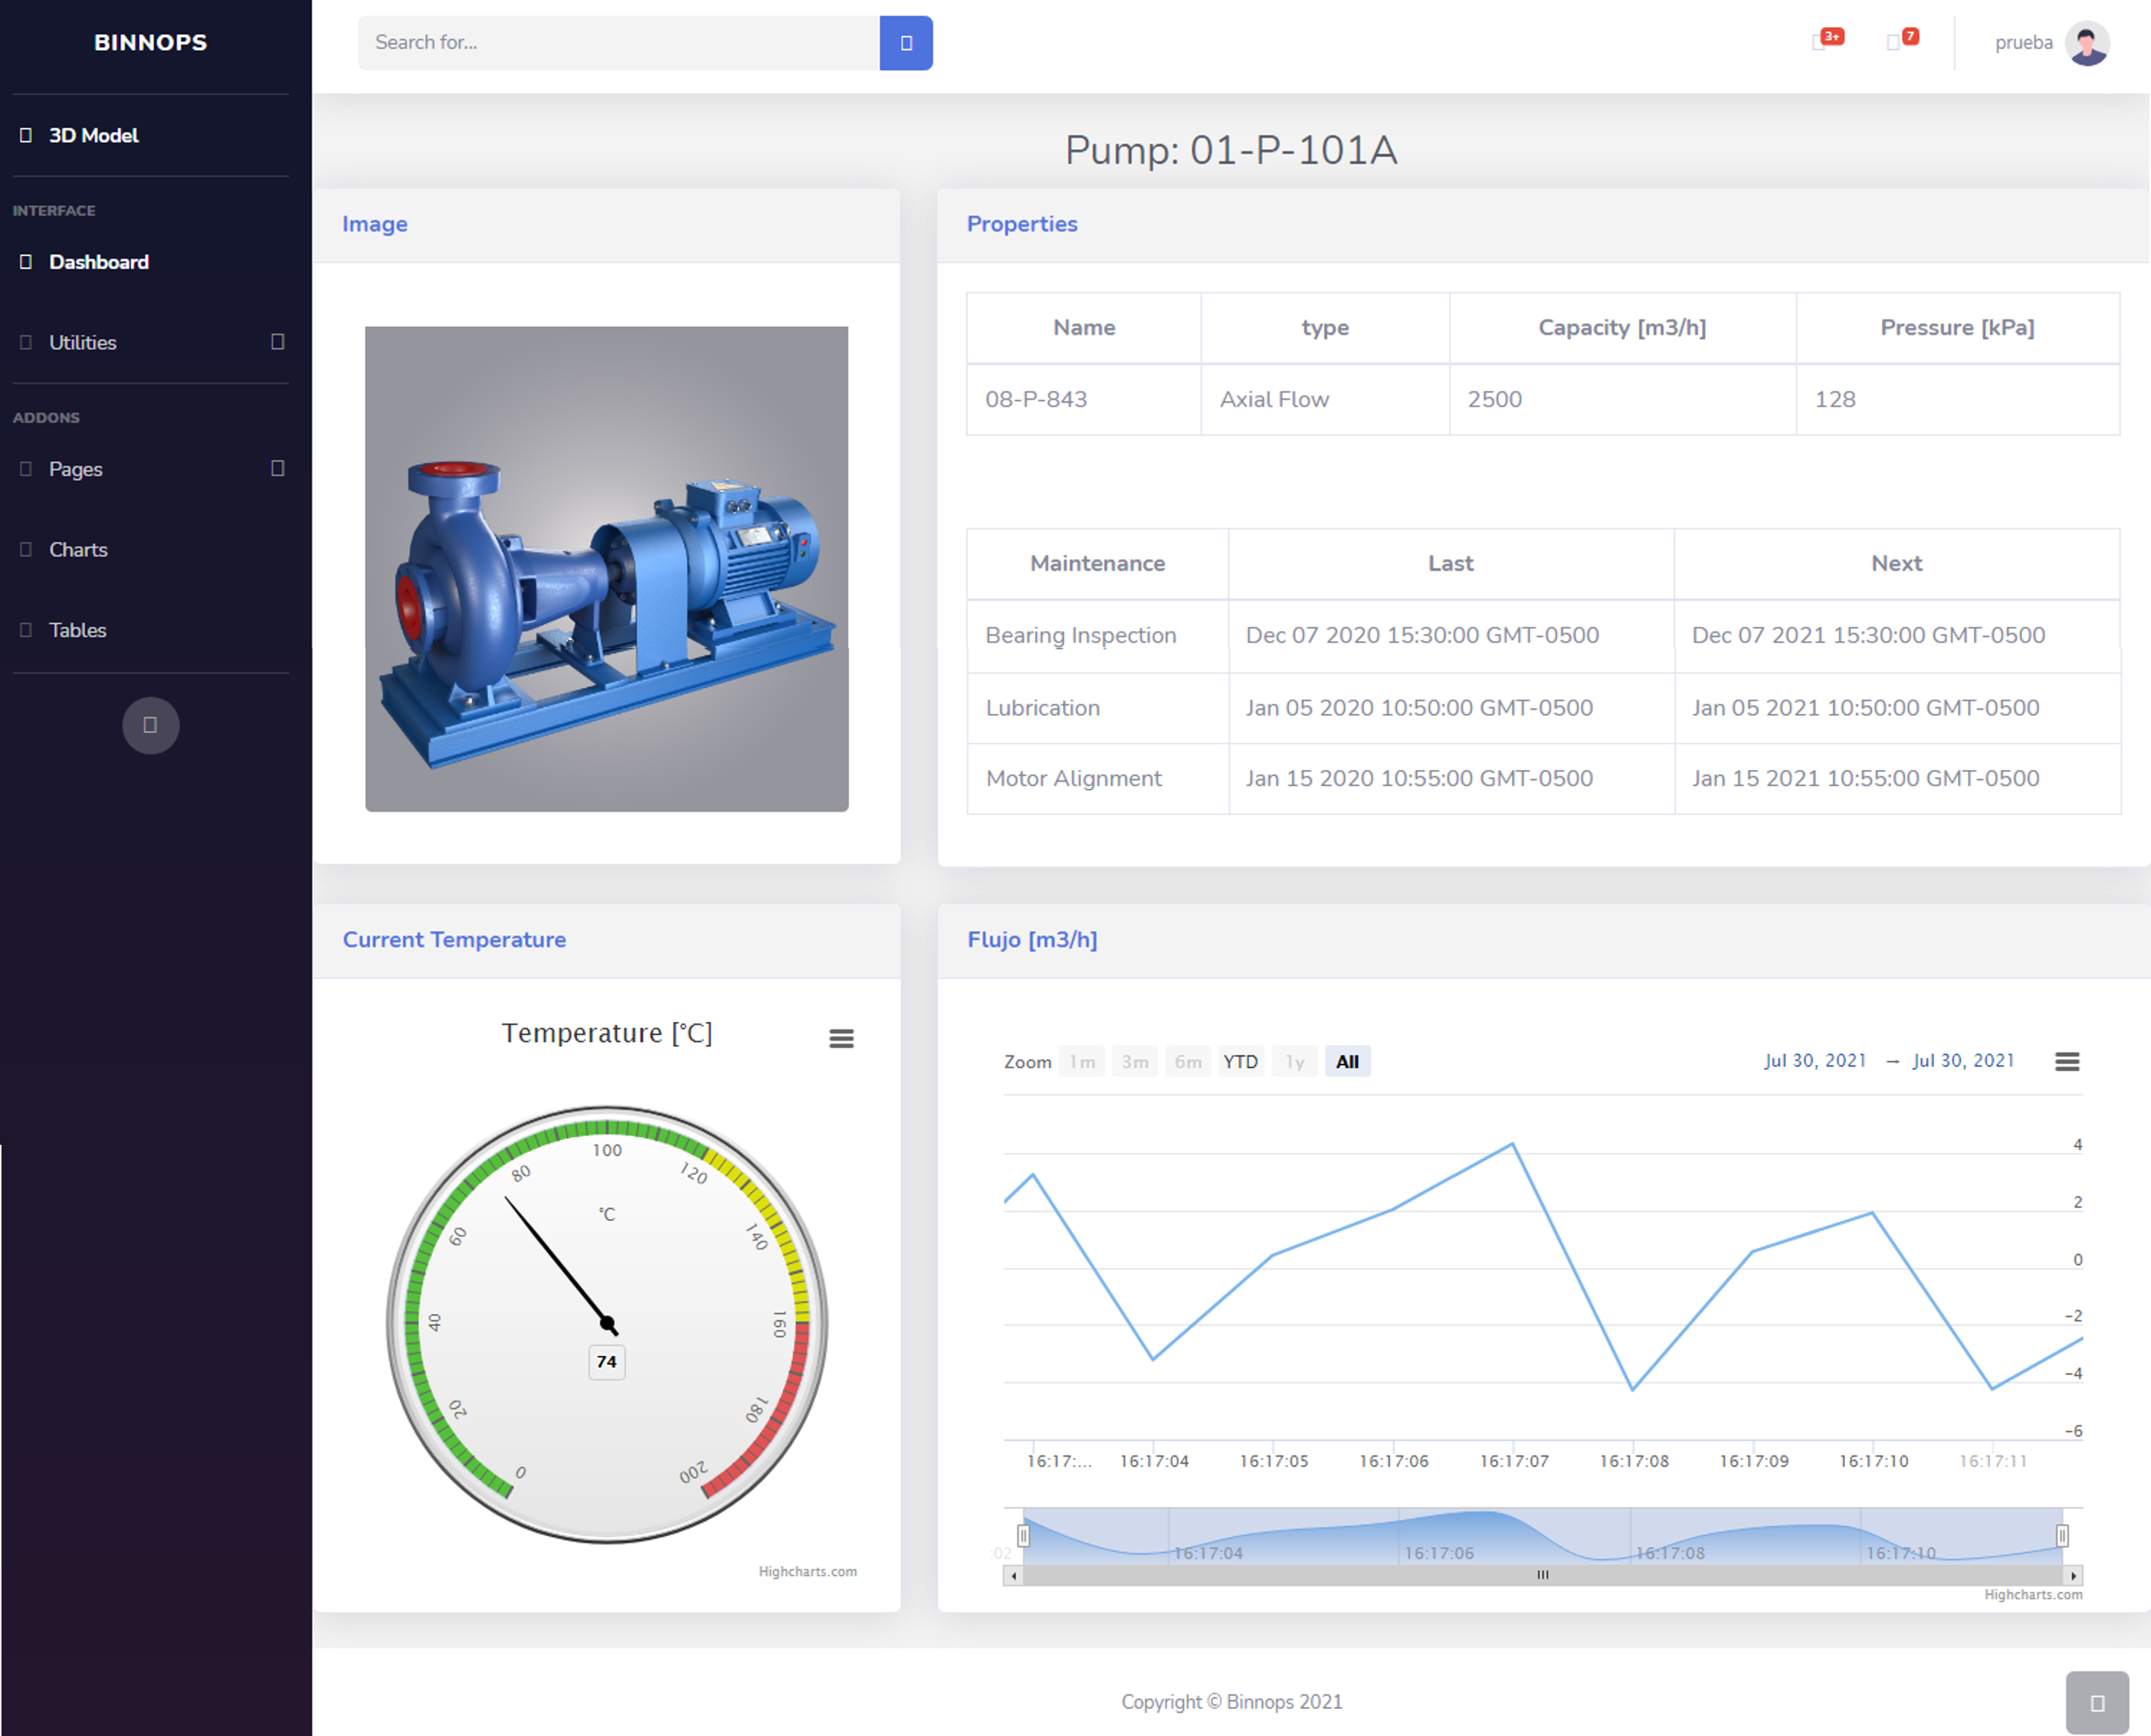 BINNOPS
Search for...
3+
7
prueba
3D Model
INTERFACE
Dashboard
Utilities
ADDONS
Pages
Charts
Tables
Pump: 01-P-101A
Image
Properties
Name type Capacity [m3/h] Pressure [kPa]
08-P-843 Axial Flow 2500 128
Maintenance Last Next
Bearing Inspection Dec 07 2020 15:30:00 GMT-0500 Dec 07 2021 15:30:00 GMT-0500
Lubrication Jan 05 2020 10:50:00 GMT-0500 Jan 05 2021 10:50:00 GMT-0500
Motor Alignment Jan 15 2020 10:55:00 GMT-0500 Jan 15 2021 10:55:00 GMT-0500
Current Temperature
Temperature [°C]
0
20
40
60
80
100
120
140
160
180
200
°C
74
Highcharts.com
Flujo [m3/h]
Zoom 1m 3m 6m YTD 1y All
Jul 30, 2021 → Jul 30, 2021
4
2
0
−2
−4
−6
16:17:... 16:17:04 16:17:05 16:17:06 16:17:07 16:17:08 16:17:09 16:17:10 16:17:11
:02 16:17:04 16:17:06 16:17:08 16:17:10
Highcharts.com
Copyright © Binnops 2021